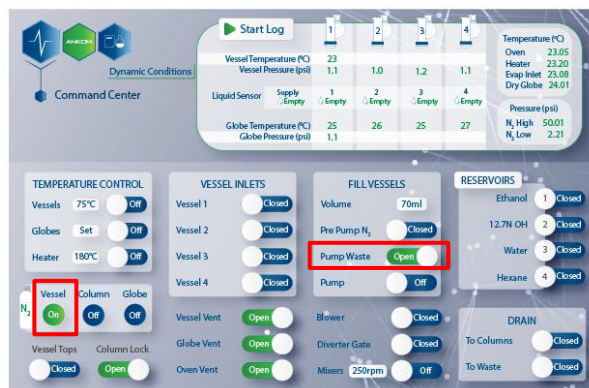 ANKOM
Dynamic Conditions
Command Center
Start Log 1 2 3 4
Vessel Temperature (°C) 23
Vessel Pressure (psi) 1.1 1.0 1.2 1.1
Liquid Sensor Supply Empty 1 Empty 2 Empty 3 Empty 4 Empty
Globe Temperature (°C) 25 26 25 27
Globe Pressure (psi) 1.1
Temperature (°C)
Oven 23.05
Heater 23.20
Evap Inlet 23.08
Dry Globe 24.01
Pressure (psi)
N₂ High 50.01
N₂ Low 2.21
TEMPERATURE CONTROL
Vessels 75°C Off
Globes Set Off
Heater 180°C Off
Vessel Column Globe
N₂ On Off Off
Vessel Tops Column Lock
Closed Open
VESSEL INLETS
Vessel 1 Closed
Vessel 2 Closed
Vessel 3 Closed
Vessel 4 Closed
Vessel Vent Open
Globe Vent Open
Oven Vent Open
FILL VESSELS
Volume 70ml
Pre Pump N₂ Closed
Pump Waste Open
Pump Off
Blower Closed
Diverter Gate Closed
Mixers 250rpm Off
RESERVOIRS
Ethanol 1 Closed
12.7N OH 2 Closed
Water 3 Closed
Hexane 4 Closed
DRAIN
To Columns Closed
To Waste Closed